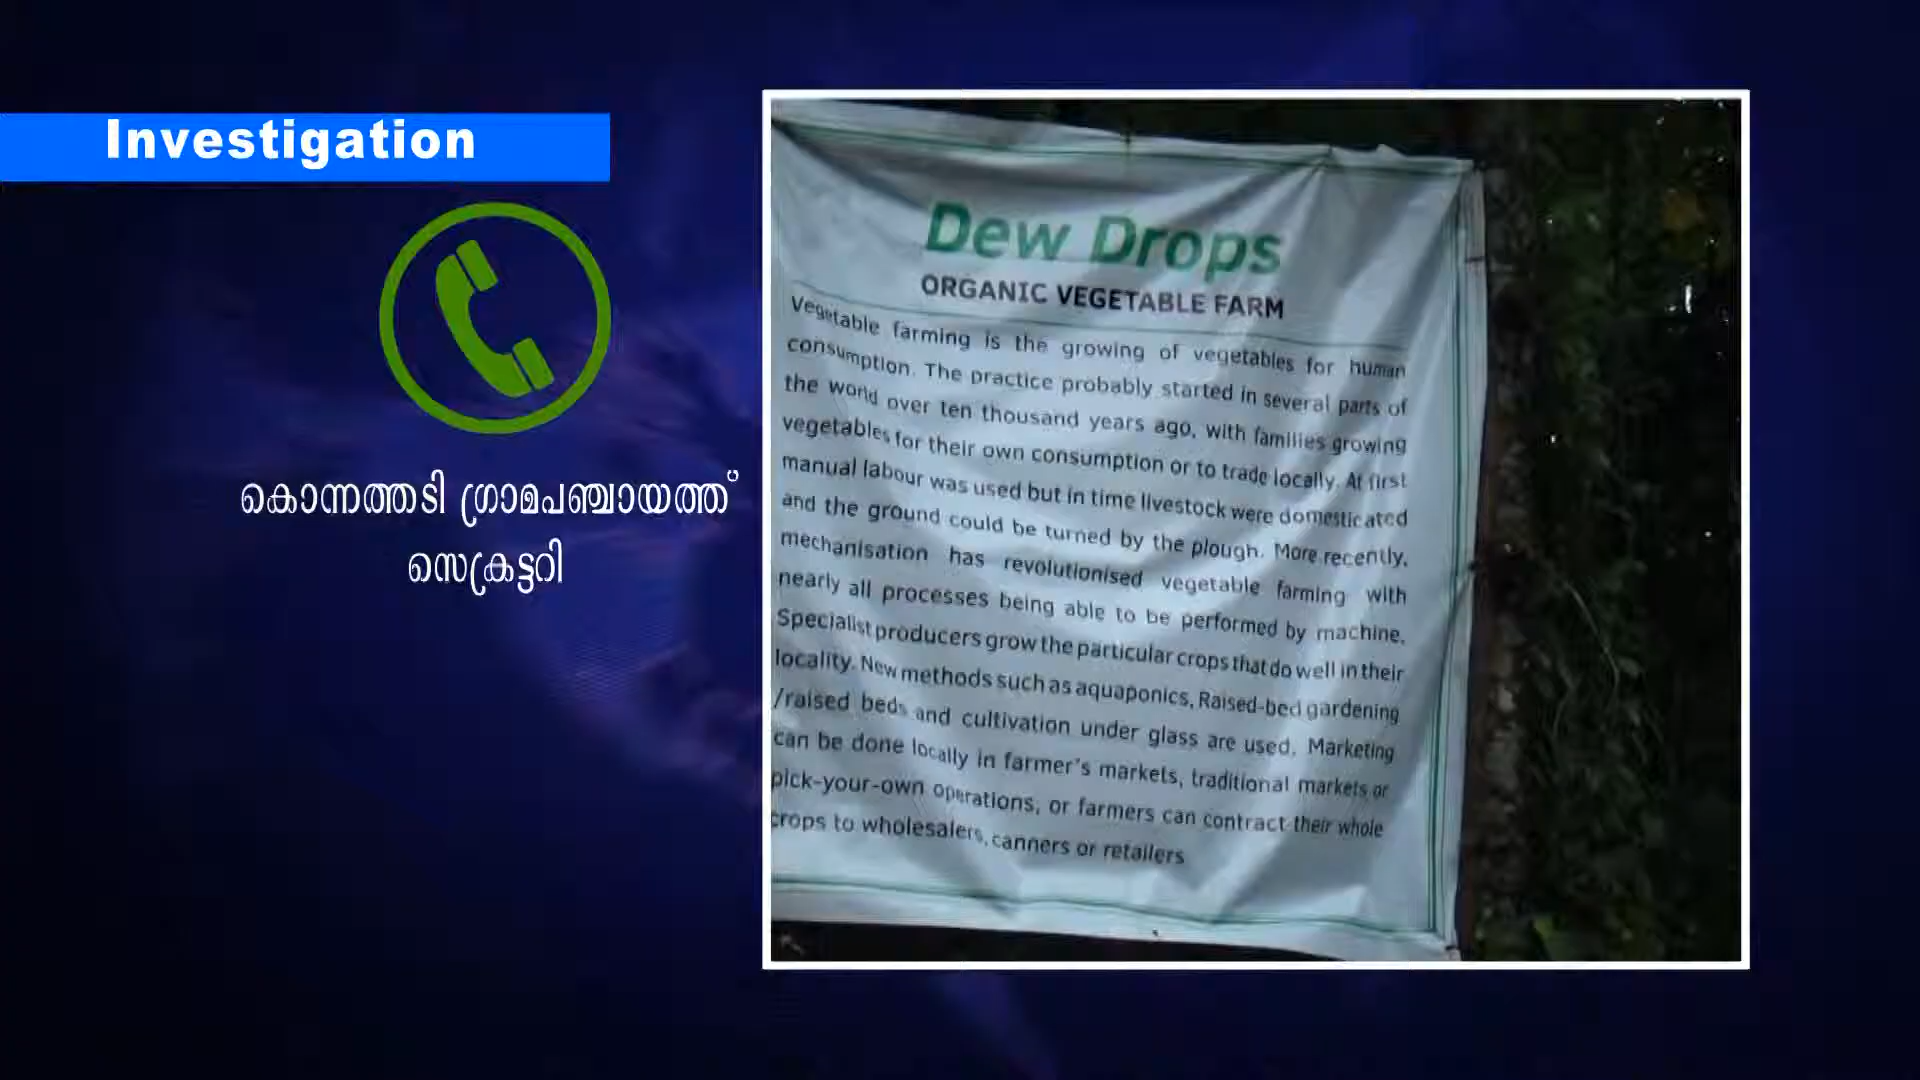 Investigation
കൊന്നത്തടി ഗ്രാമപഞ്ചായത്ത്
സെക്രട്ടറി
Dew Drops
ORGANIC VEGETABLE FARM
Vegetable farming is the growing of vegetables for human
consumption. The practice probably started in several parts of
the world over ten thousand years ago, with families growing
vegetables for their own consumption or to trade locally. At first
manual labour was used but in time livestock were domesticated
and the ground could be turned by the plough. More recently,
mechanisation has revolutionised vegetable farming with
nearly all processes being able to be performed by machine.
Specialist producers grow the particular crops that do well in their
locality. New methods such as aquaponics, Raised-bed gardening
/raised beds and cultivation under glass are used. Marketing
can be done locally in farmer's markets, traditional markets or
pick-your-own operations, or farmers can contract their whole
crops to wholesalers, canners or retailers